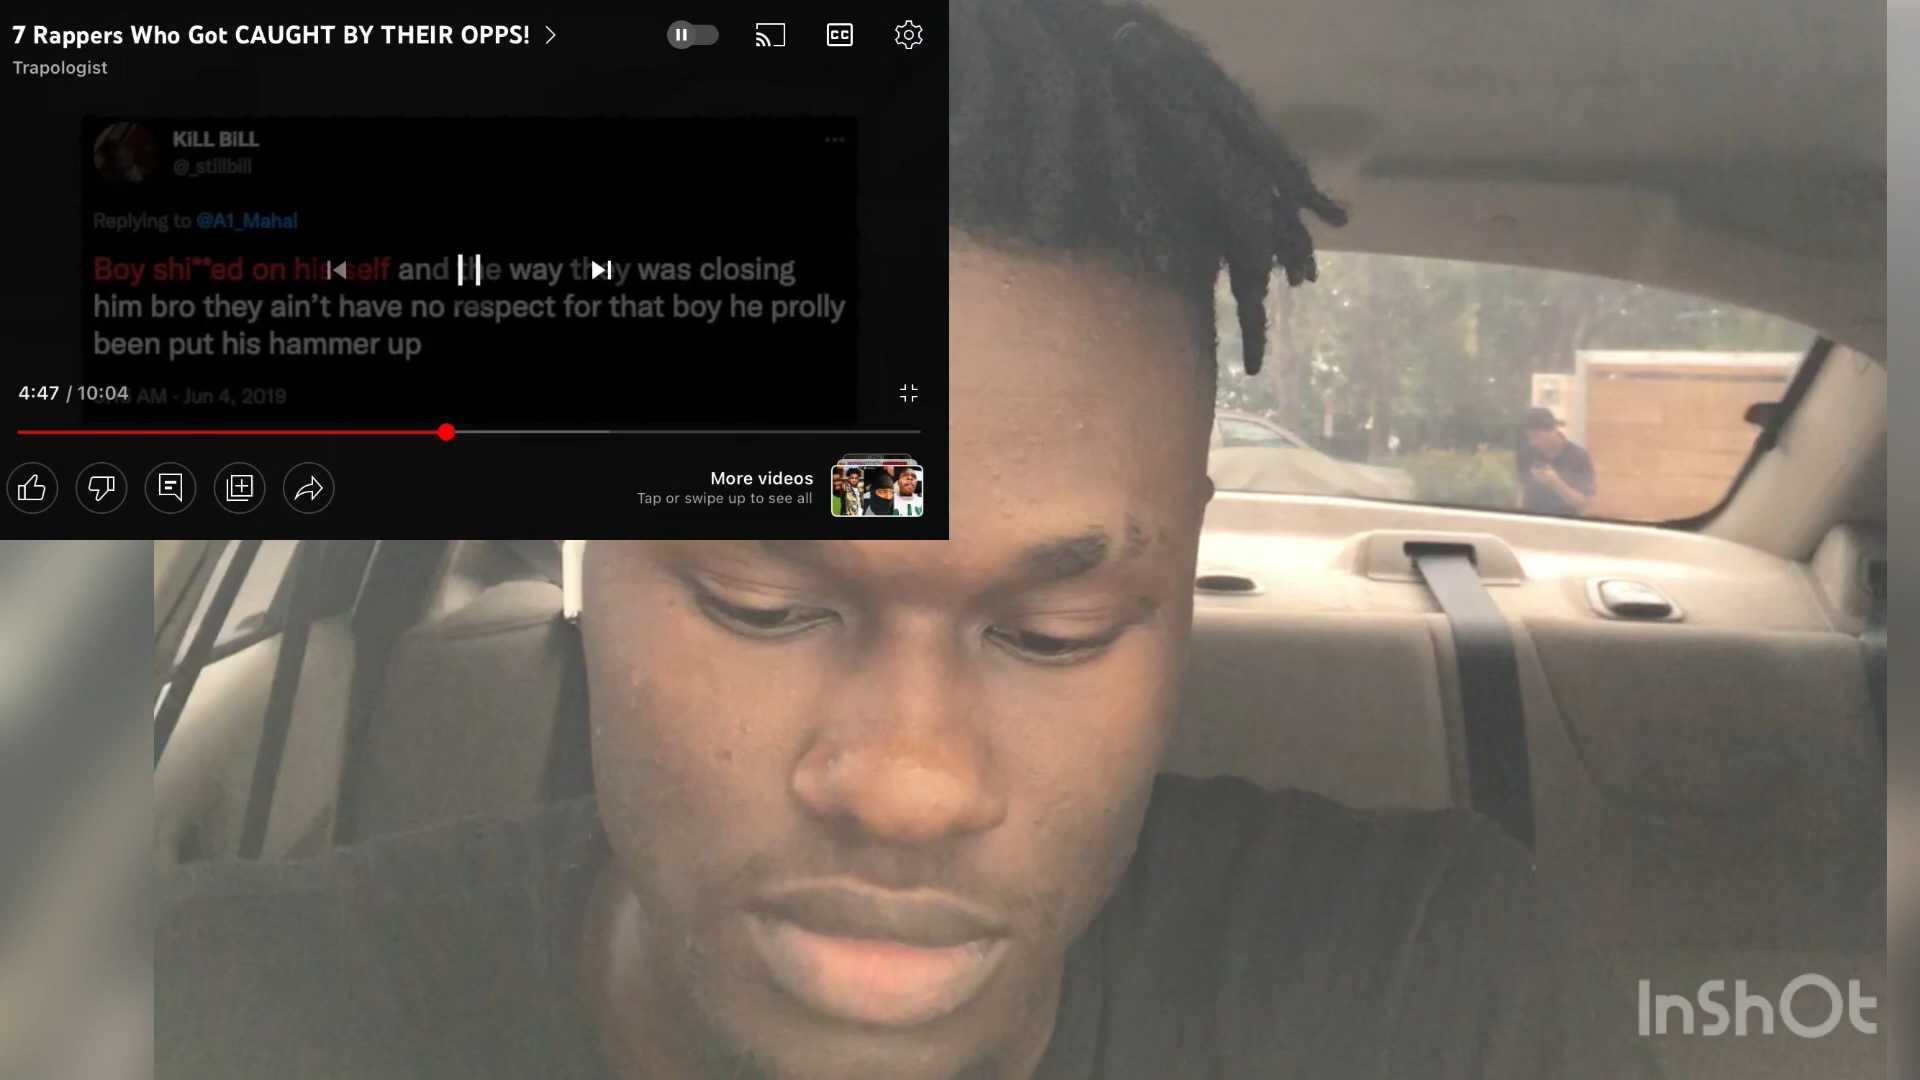 7 Rappers Who Got CAUGHT BY THEIR OPPS!
CC
Trapologist
KiLL BiLL
@_stillbill
Replying to @A1_Mahal
Boy shi**ed on hisself and the way they was closing
him bro they ain't have no respect for that boy he prolly
been put his hammer up
4:47 / 10:04
AM · Jun 4, 2019
More videos
Tap or swipe up to see all
InShOt